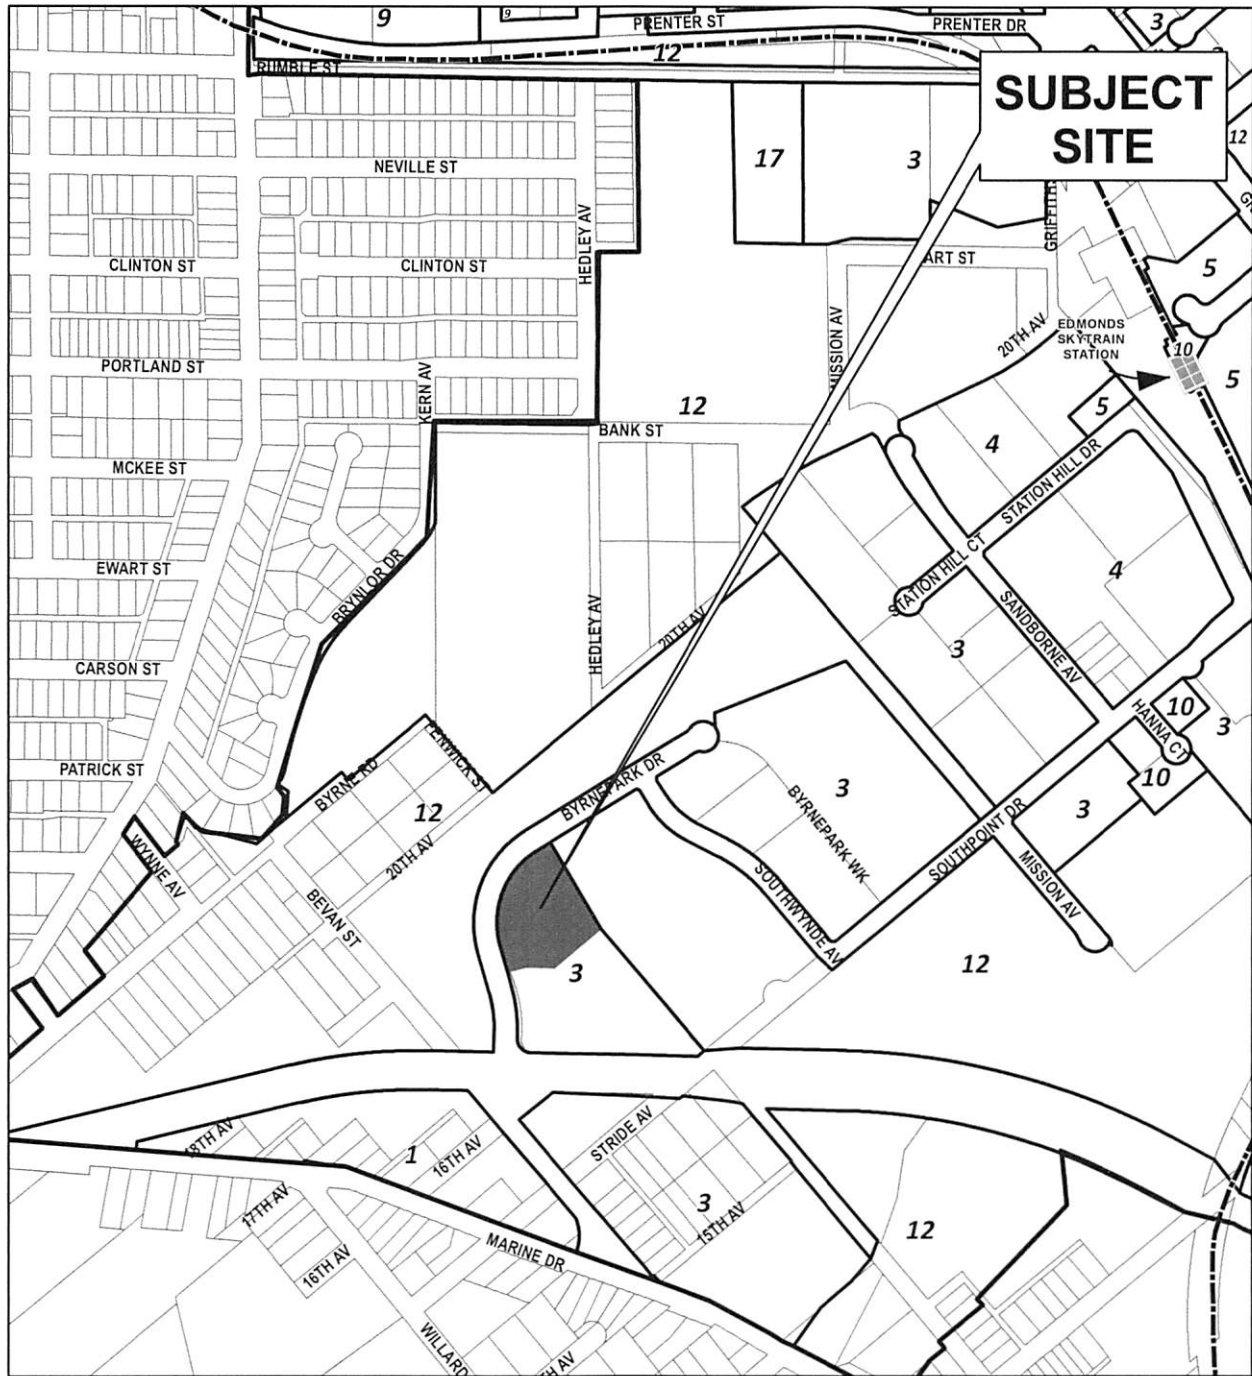 9
9
PRENTER ST
PRENTER DR
3
12
RUMBLE ST
SUBJECT
SITE
12
NEVILLE ST
17
3
HEDLEY AV
CLINTON ST
CLINTON ST
ART ST
5
MISSION AV
20TH AV
EDMONDS
SKYTRAIN
STATION
10
5
PORTLAND ST
KERN AV
12
5
BANK ST
4
STATION HILL DR
MCKEE ST
EWART ST
BRYNLOR DR
STATION HILL CT
4
HEDLEY AV
20TH AV
SANDBORNE AV
3
CARSON ST
HANNA CT
10
3
PATRICK ST
BYRNE RD
FENWICK ST
BYRNEPARK DR
3
10
12
BYRNEPARK WK
SOUTHPOINT DR
3
20TH AV
WYNNE AV
BEVAN ST
SOUTHWYNDE AV
MISSION AV
3
12
18TH AV
1
16TH AV
STRIDE AV
17TH AV
3
15TH AV
12
16TH AV
MARINE DR
WILLARD